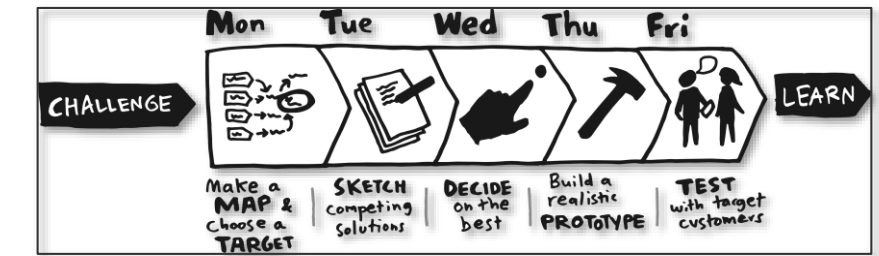 Mon Tue Wed Thu Fri
CHALLENGE
LEARN
Make a
MAP &
choose a
TARGET
SKETCH
competing
solutions
DECIDE
on the
best
Build a
realistic
PROTOTYPE
TEST
with target
customers